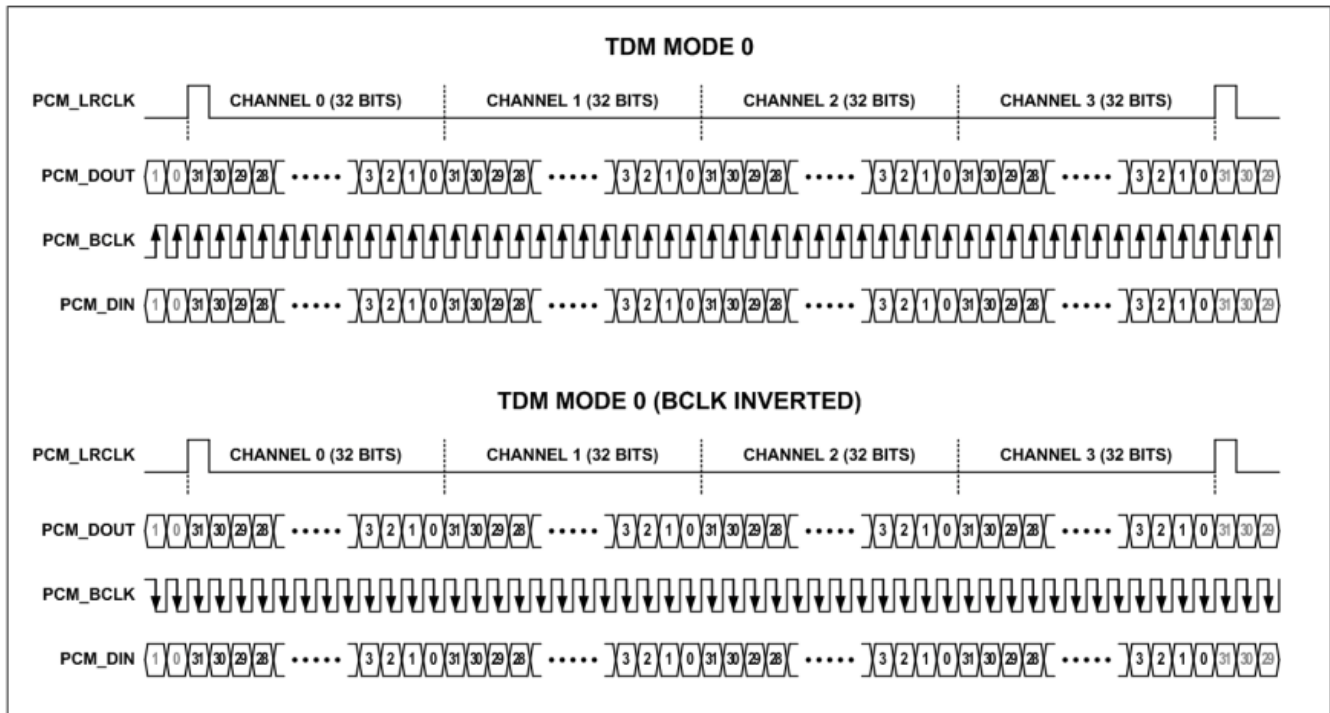 TDM MODE 0
PCM_LRCLK CHANNEL 0 (32 BITS) CHANNEL 1 (32 BITS) CHANNEL 2 (32 BITS) CHANNEL 3 (32 BITS)
PCM_DOUT 1 0 31 30 29 28 ••••• 3 2 1 0 31 30 29 28 ••••• 3 2 1 0 31 30 29 28 ••••• 3 2 1 0 31 30 29 28 ••••• 3 2 1 0 31 30 29
PCM_BCLK
PCM_DIN 1 0 31 30 29 28 ••••• 3 2 1 0 31 30 29 28 ••••• 3 2 1 0 31 30 29 28 ••••• 3 2 1 0 31 30 29 28 ••••• 3 2 1 0 31 30 29
TDM MODE 0 (BCLK INVERTED)
PCM_LRCLK CHANNEL 0 (32 BITS) CHANNEL 1 (32 BITS) CHANNEL 2 (32 BITS) CHANNEL 3 (32 BITS)
PCM_DOUT 1 0 31 30 29 28 ••••• 3 2 1 0 31 30 29 28 ••••• 3 2 1 0 31 30 29 28 ••••• 3 2 1 0 31 30 29 28 ••••• 3 2 1 0 31 30 29
PCM_BCLK
PCM_DIN 1 0 31 30 29 28 ••••• 3 2 1 0 31 30 29 28 ••••• 3 2 1 0 31 30 29 28 ••••• 3 2 1 0 31 30 29 28 ••••• 3 2 1 0 31 30 29